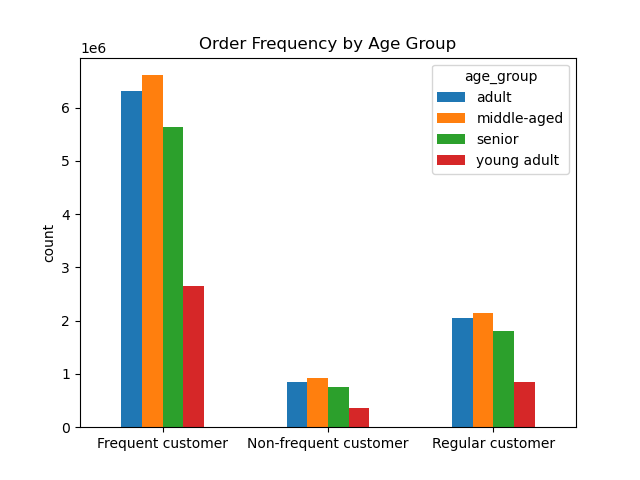 Order Frequency by Age Group
1e6
6
5
4
3
2
1
0
count
age_group
adult
middle-aged
senior
young adult
Frequent customer
Non-frequent customer
Regular customer